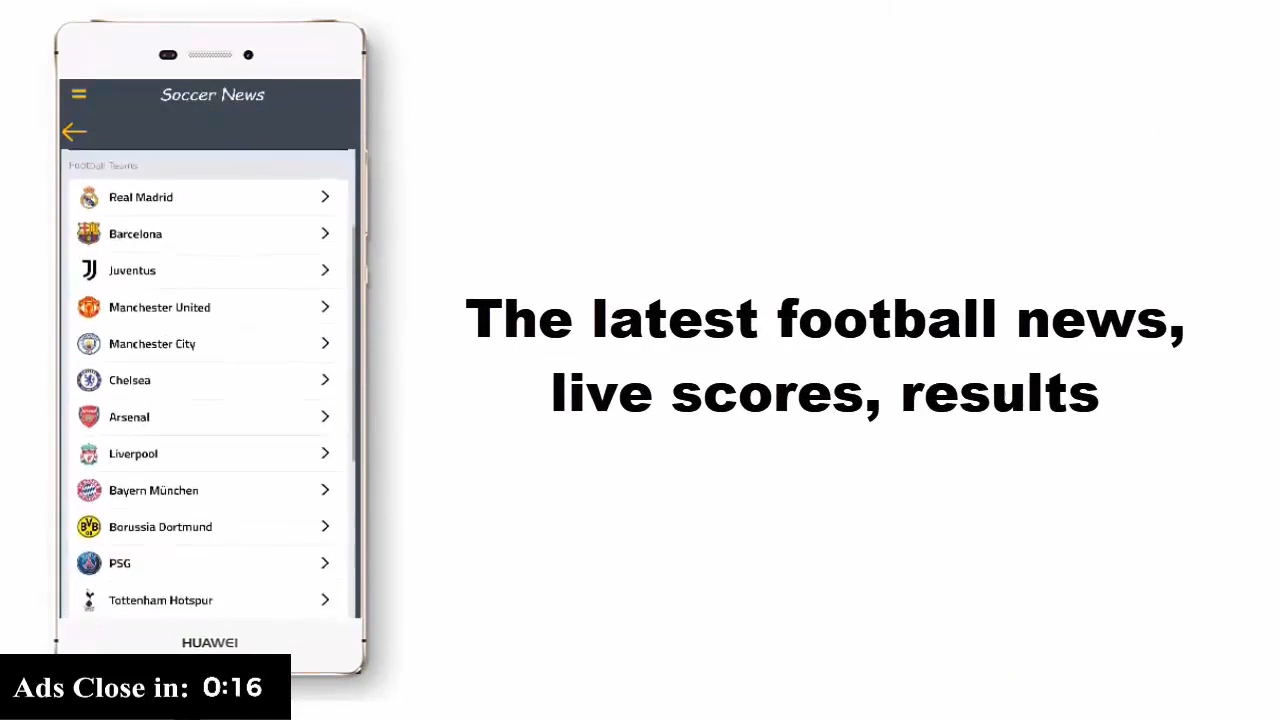 Soccer News
Football Teams
Real Madrid
Barcelona
Juventus
Manchester United
Manchester City
Chelsea
Arsenal
Liverpool
Bayern München
Borussia Dortmund
PSG
Tottenham Hotspur
HUAWEI
The latest football news,
live scores, results
Ads Close in: 0:16